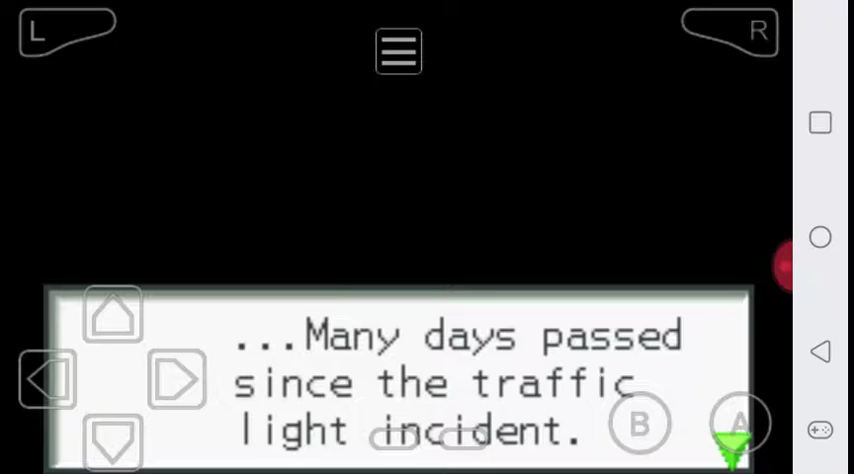 L
R
...Many days passed
since the traffic
light incident.
B
A